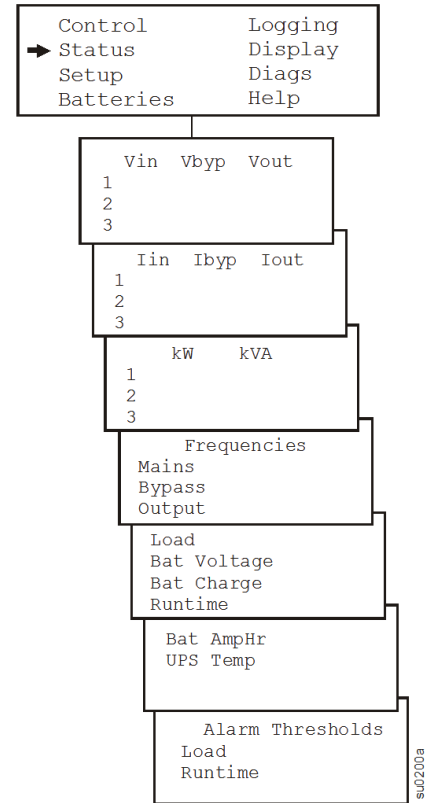 Control Logging
Status Display
Setup Diags
Batteries Help
Vin Vbyp Vout
1
2
3
Iin Ibyp Iout
1
2
3
kW kVA
1
2
3
Frequencies
Mains
Bypass
Output
Load
Bat Voltage
Bat Charge
Runtime
Bat AmpHr
UPS Temp
Alarm Thresholds
Load
Runtime
su0200a